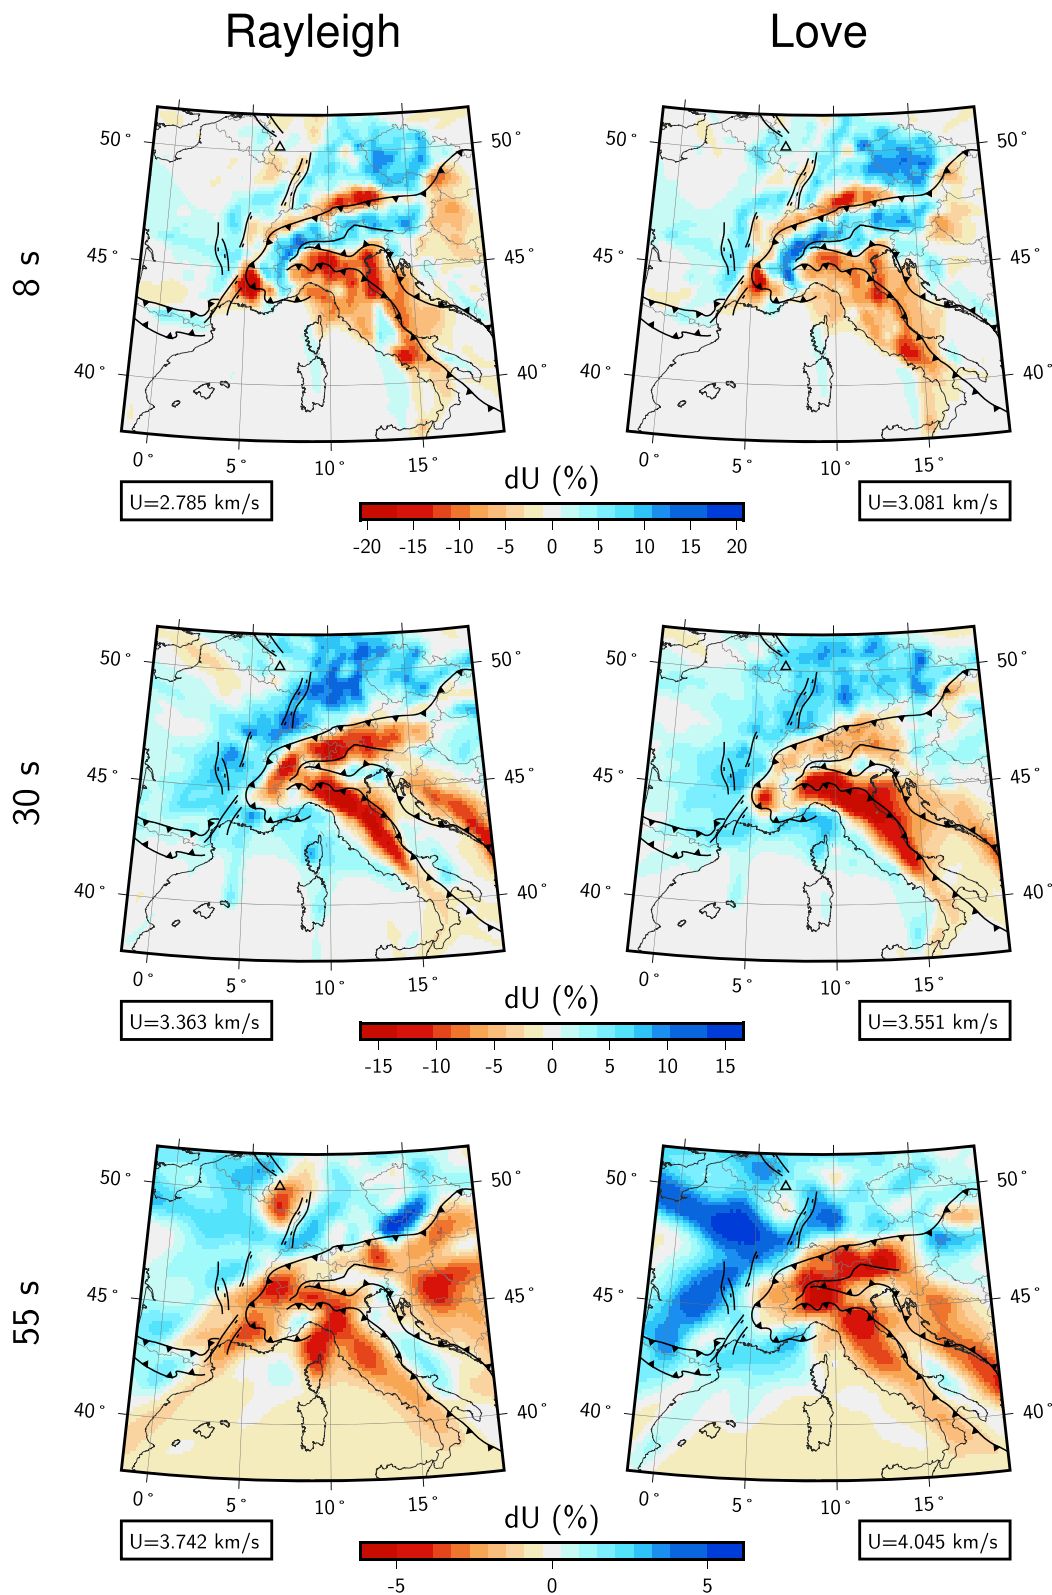 Rayleigh Love
8 s
50° 50° 50° 50°
45° 45° 45° 45°
40° 40° 40° 40°
0° 5° 10° 15° 0° 5° 10° 15°
dU (%)
U=2.785 km/s U=3.081 km/s
-20 -15 -10 -5 0 5 10 15 20
30 s
50° 50° 50° 50°
45° 45° 45° 45°
40° 40° 40° 40°
0° 5° 10° 15° 0° 5° 10° 15°
dU (%)
U=3.363 km/s U=3.551 km/s
-15 -10 -5 0 5 10 15
55 s
50° 50° 50° 50°
45° 45° 45° 45°
40° 40° 40° 40°
0° 5° 10° 15° 0° 5° 10° 15°
dU (%)
U=3.742 km/s U=4.045 km/s
-5 0 5